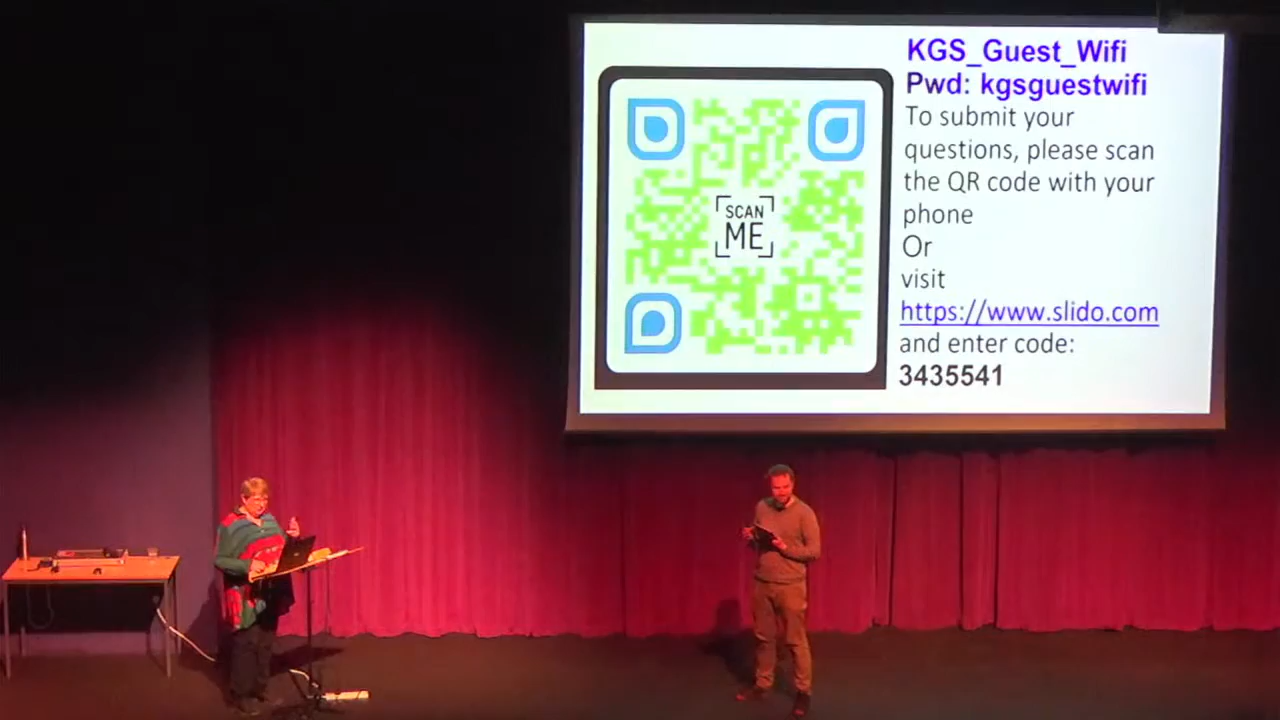 KGS_Guest_Wifi
Pwd: kgsguestwifi
To submit your
questions, please scan
the QR code with your
phone
Or
visit
https://www.slido.com
and enter code:
3435541
SCAN
ME